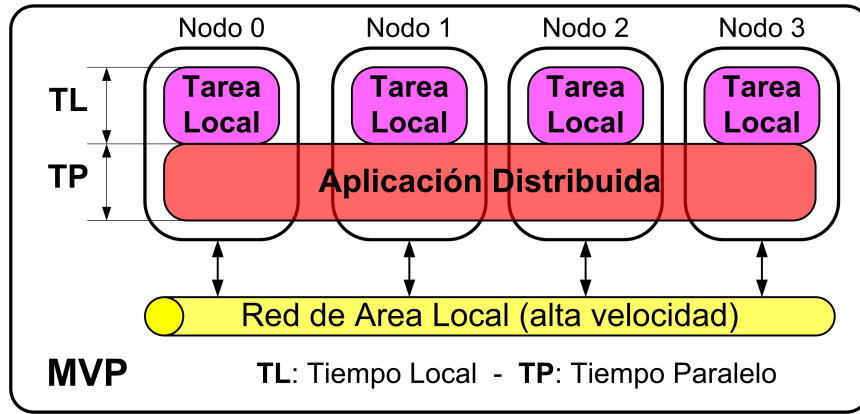 Nodo 0 Nodo 1 Nodo 2 Nodo 3
TL
Tarea
Local
Tarea
Local
Tarea
Local
Tarea
Local
TP
Aplicación Distribuida
Red de Area Local (alta velocidad)
MVP
TL: Tiempo Local - TP: Tiempo Paralelo